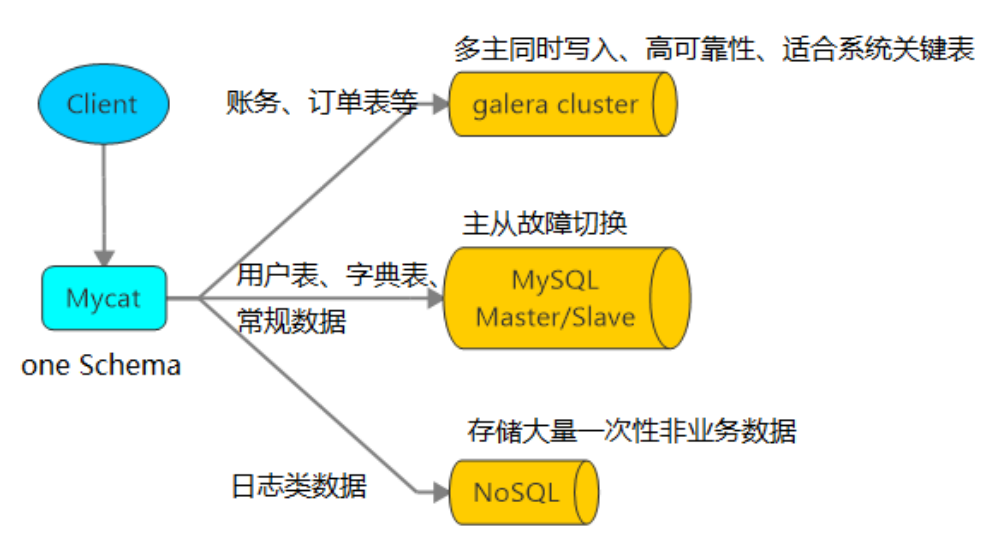 多主同时写入、高可靠性、适合系统关键表
Client
账务、订单表等
galera cluster
主从故障切换
用户表、字典表、
常规数据
MySQL
Master/Slave
Mycat
one Schema
存储大量一次性非业务数据
日志类数据
NoSQL